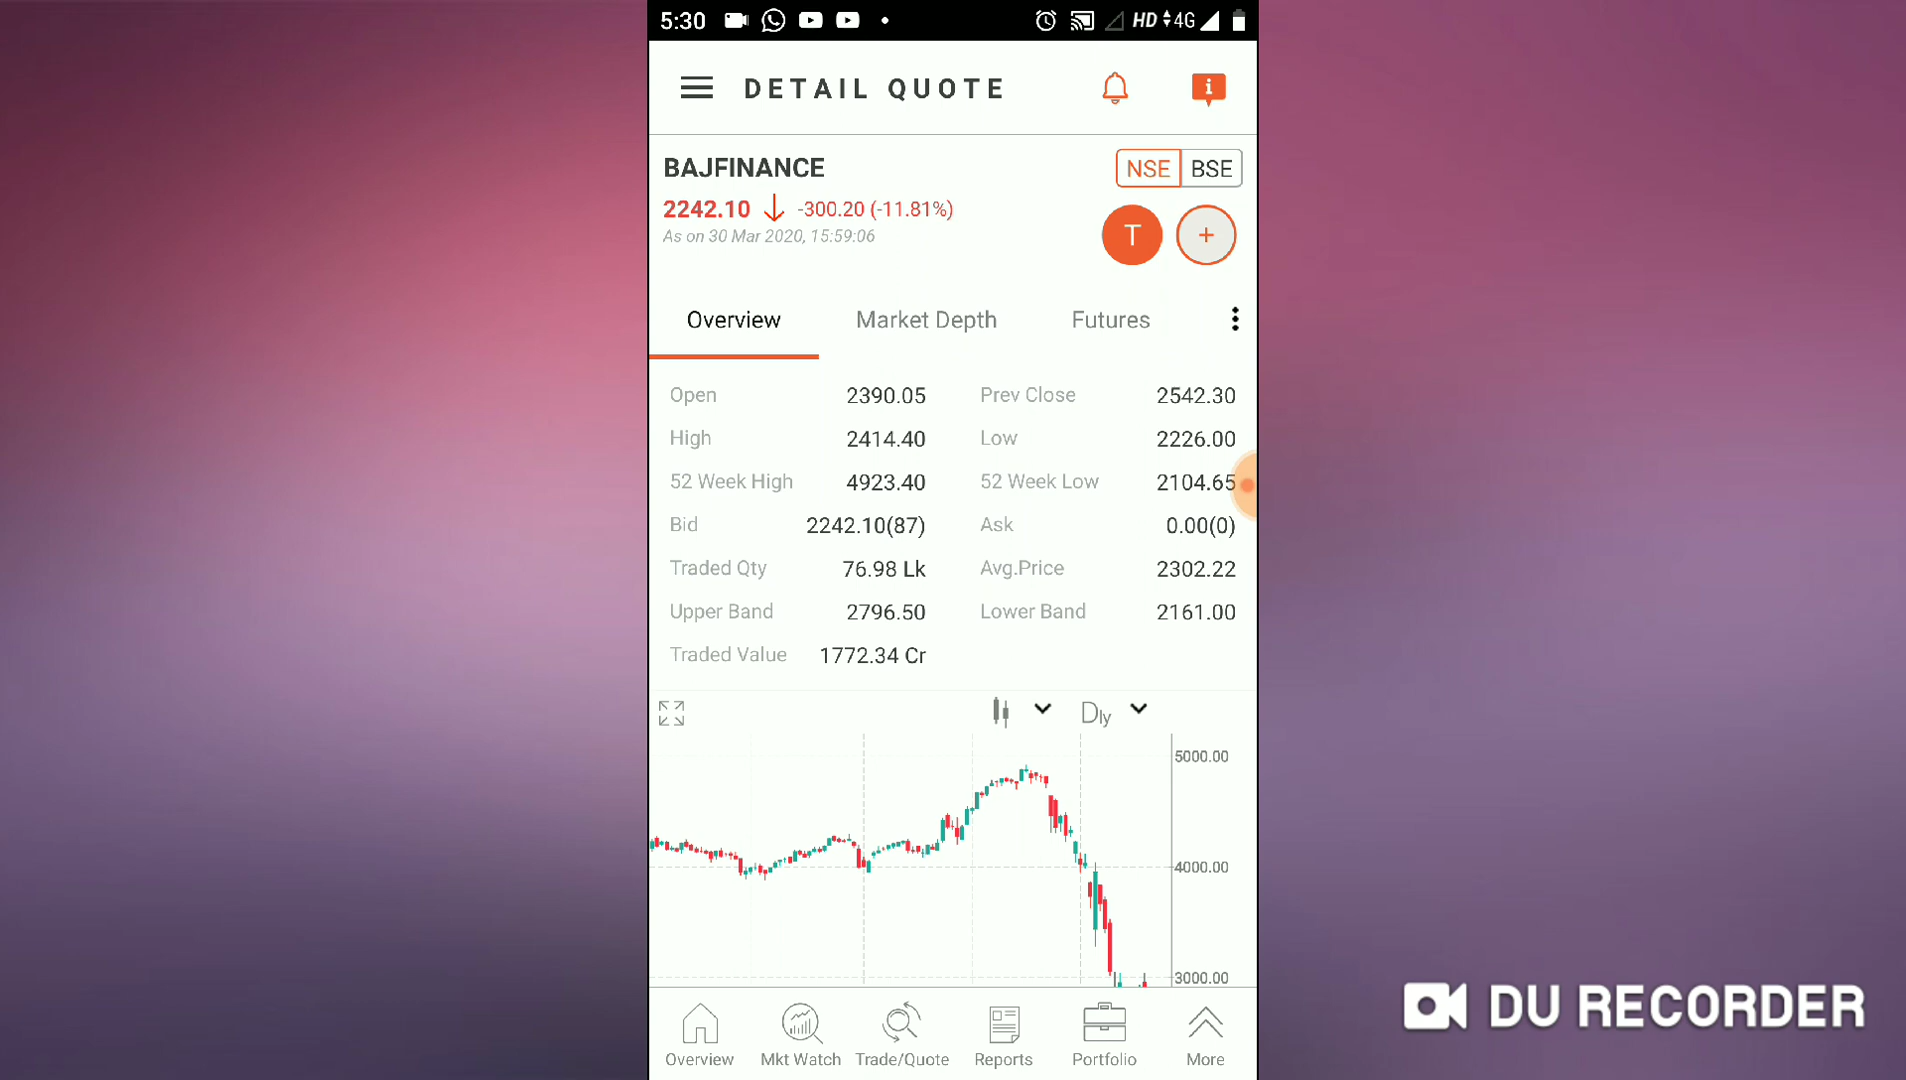 5:30 HD 4G
DETAIL QUOTE
BAJFINANCE NSE BSE
2242.10 -300.20 (-11.81%)
As on 30 Mar 2020, 15:59:06
T +
Overview Market Depth Futures
Open 2390.05 Prev Close 2542.30
High 2414.40 Low 2226.00
52 Week High 4923.40 52 Week Low 2104.65
Bid 2242.10(87) Ask 0.00(0)
Traded Qty 76.98 Lk Avg.Price 2302.22
Upper Band 2796.50 Lower Band 2161.00
Traded Value 1772.34 Cr
Dly
5000.00
4000.00
3000.00
Overview Mkt Watch Trade/Quote Reports Portfolio More
DU RECORDER